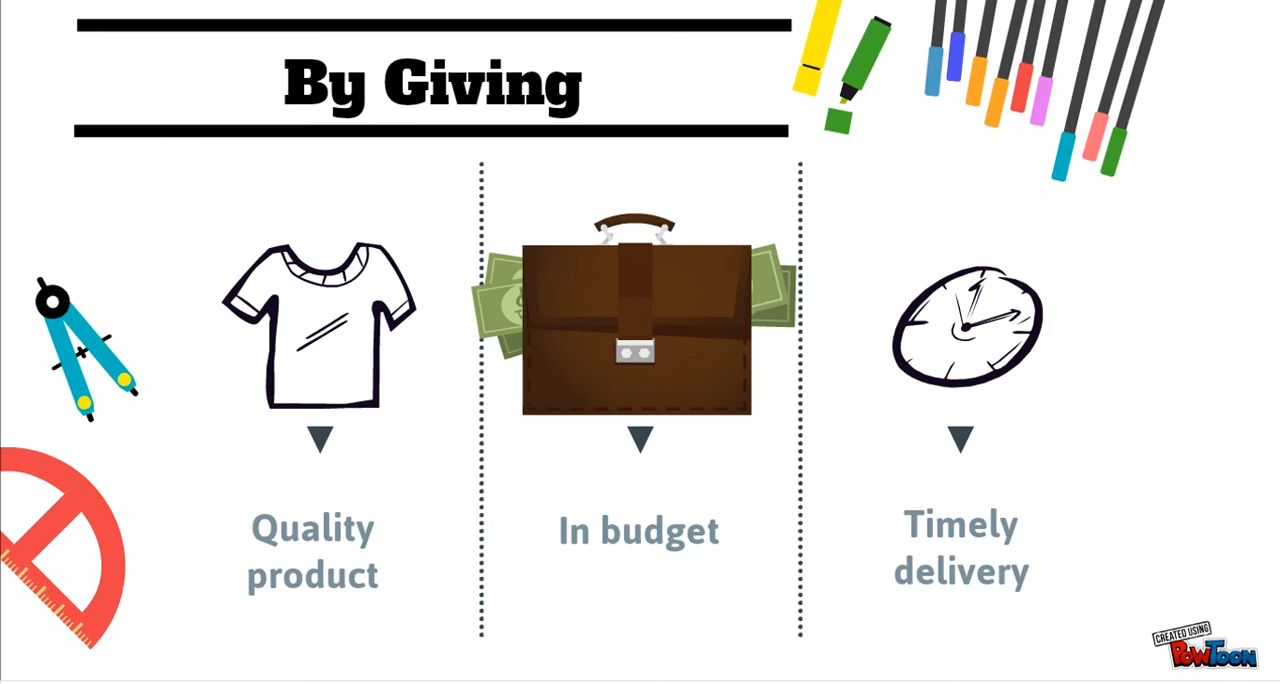 By Giving
Quality
product
In budget
Timely
delivery
CREATED USING
POWTOON